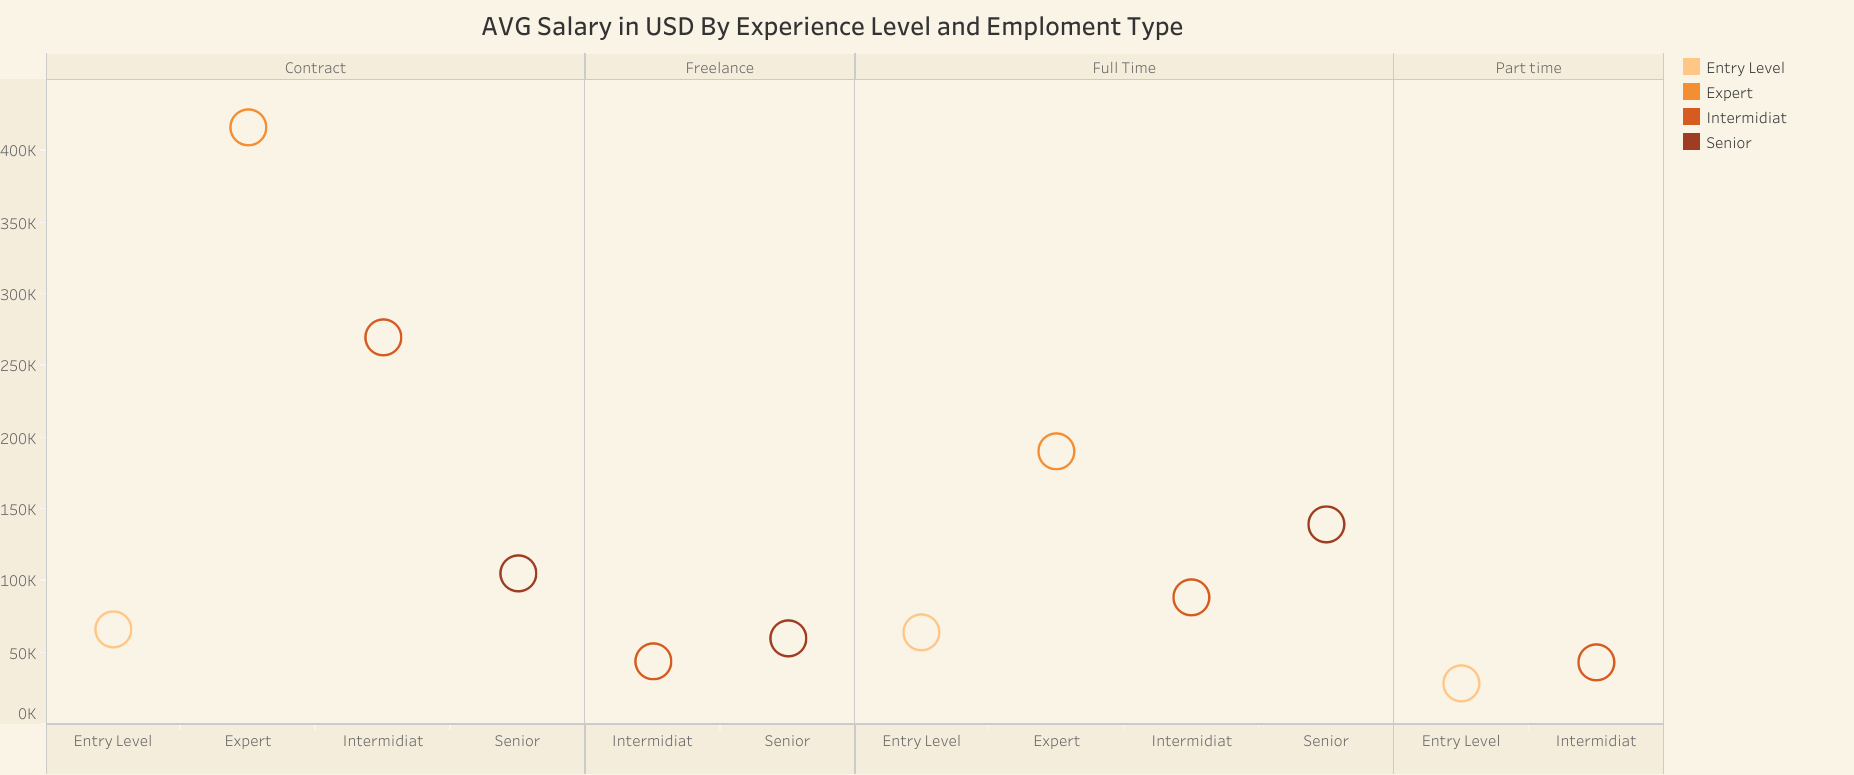 AVG Salary in USD By Experience Level and Emploment Type
Contract Freelance Full Time Part time
Entry Level
Expert
Intermidiat
Senior
400K
350K
300K
250K
200K
150K
100K
50K
0K
Entry Level Expert Intermidiat Senior Intermidiat Senior Entry Level Expert Intermidiat Senior Entry Level Intermidiat